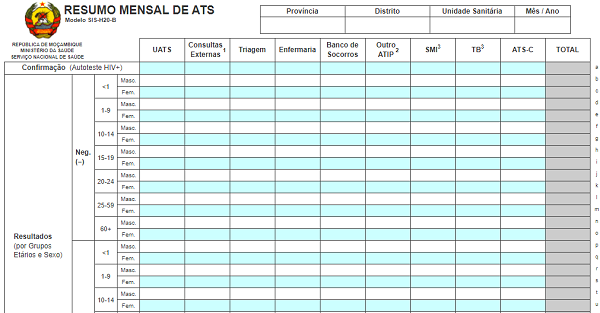 RESUMO MENSAL DE ATS
Modelo SIS-H20-B
Província Distrito Unidade Sanitária Mês / Ano
REPÚBLICA DE MOÇAMBIQUE
MINISTÉRIO DA SAÚDE
SERVIÇO NACIONAL DE SAÚDE
UATS Consultas Externas 1 Triagem Enfermaria Banco de Socorros Outro ATIP 2 SMI3 TB3 ATS-C TOTAL
Confirmação (Autoteste HIV+) a
Resultados
(por Grupos
Etários e Sexo)
Neg.
(–)
<1 Masc. b
Fem. c
1-9 Masc. d
Fem. e
10-14 Masc. f
Fem. g
15-19 Masc. h
Fem. i
20-24 Masc. j
Fem. k
25-59 Masc. l
Fem. m
60+ Masc. n
Fem. o
<1 Masc. p
Fem. q
1-9 Masc. r
Fem. s
10-14 Masc. t
Fem. u